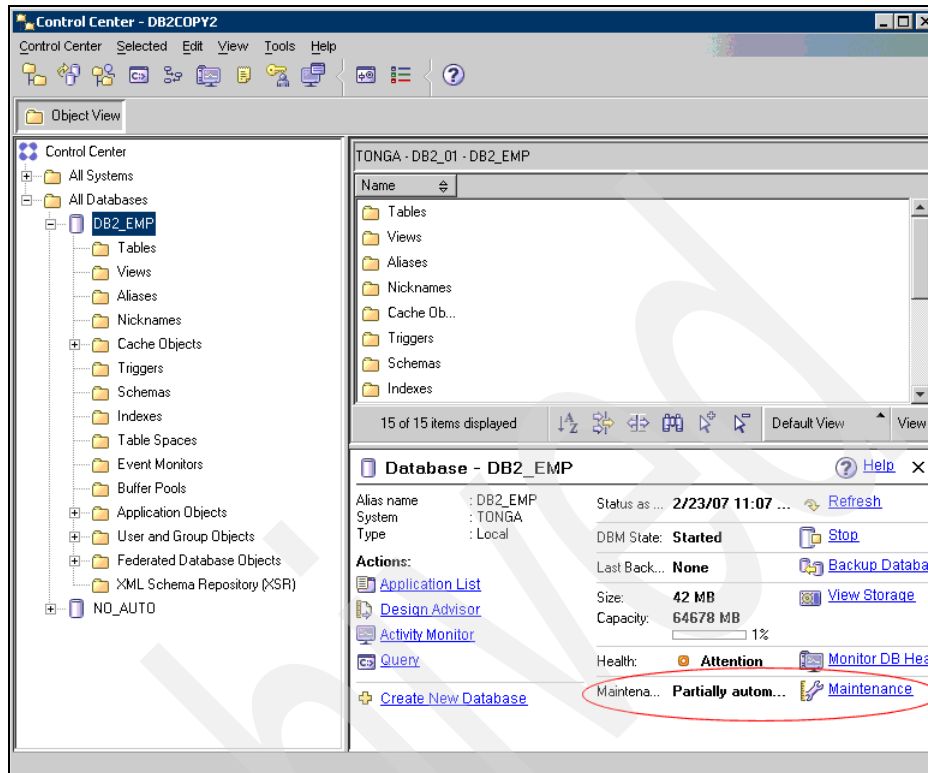 Control Center - DB2COPY2
Control Center Selected Edit View Tools Help
Object View
Control Center
All Systems
All Databases
DB2_EMP
Tables
Views
Aliases
Nicknames
Cache Objects
Triggers
Schemas
Indexes
Table Spaces
Event Monitors
Buffer Pools
Application Objects
User and Group Objects
Federated Database Objects
XML Schema Repository (XSR)
NO_AUTO
TONGA - DB2_01 - DB2_EMP
Name
Tables
Views
Aliases
Nicknames
Cache Ob...
Triggers
Schemas
Indexes
15 of 15 items displayed Default View View
Database - DB2_EMP Help
Alias name : DB2_EMP
System : TONGA
Type : Local
Actions:
Application List
Design Advisor
Activity Monitor
Query
Create New Database
Status as ... 2/23/07 11:07 ... Refresh
DBM State: Started Stop
Last Back... None Backup Databa
Size: 42 MB View Storage
Capacity: 64678 MB
1%
Health: Attention Monitor DB Hea
Maintena... Partially autom... Maintenance